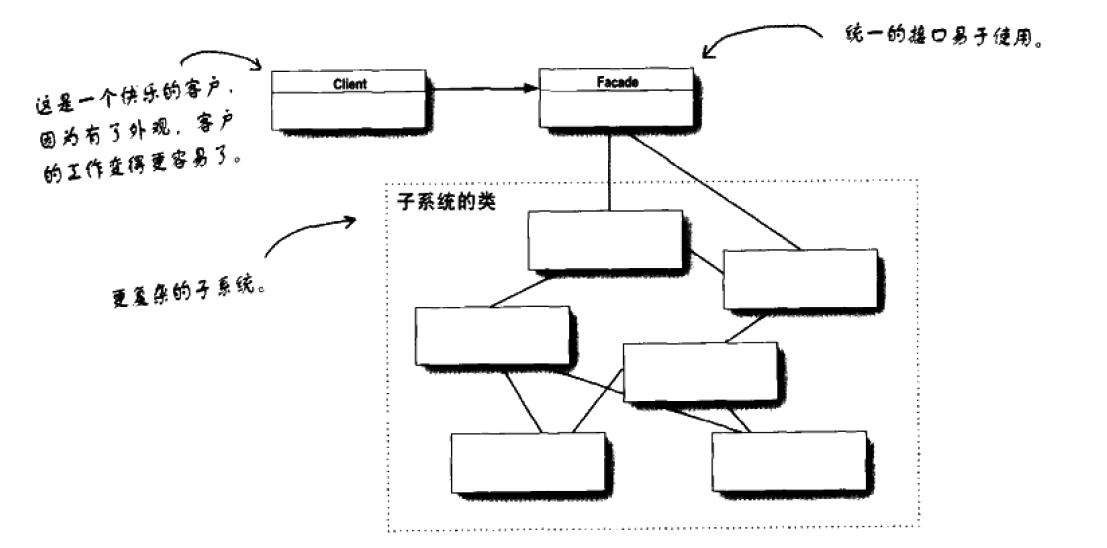 统一的接口易于使用。
Client
Facade
这是一个快乐的客户，
因为有了外观，客户
的工作变得更容易了。
子系统的类
更复杂的子系统。